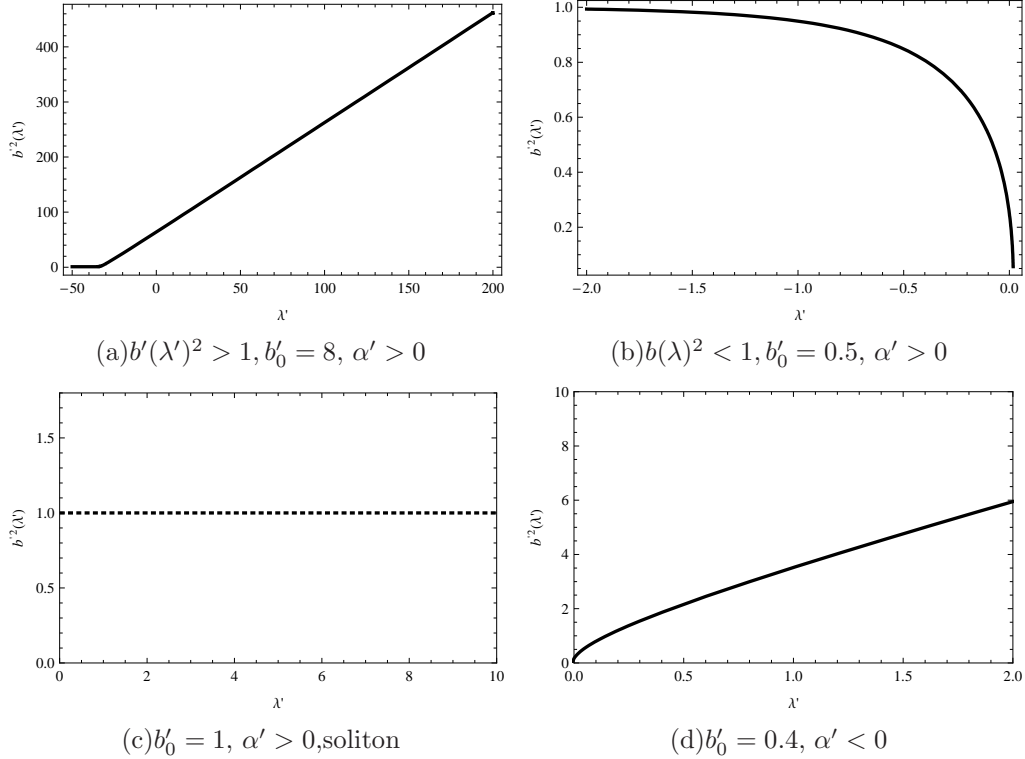 b'²(λ')
400
300
200
100
0
−50 0 50 100 150 200
λ'
(a)b′(λ′)² > 1, b′₀ = 8, α′ > 0
b'²(λ')
1.0
0.8
0.6
0.4
0.2
−2.0 −1.5 −1.0 −0.5 0.0
λ'
(b)b(λ)² < 1, b′₀ = 0.5, α′ > 0
b'²(λ')
1.5
1.0
0.5
0.0
0 2 4 6 8 10
λ'
(c)b′₀ = 1, α′ > 0,soliton
b'²(λ')
10
8
6
4
2
0
0.0 0.5 1.0 1.5 2.0
λ'
(d)b′₀ = 0.4, α′ < 0